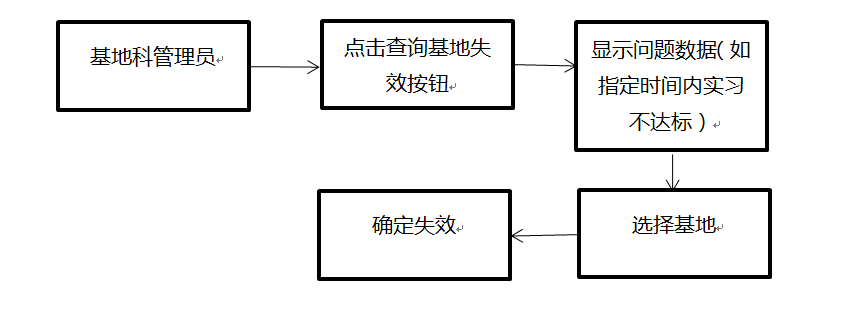 基地科管理员
点击查询基地失
效按钮
显示问题数据（如
指定时间内实习
不达标）
确定失效
选择基地